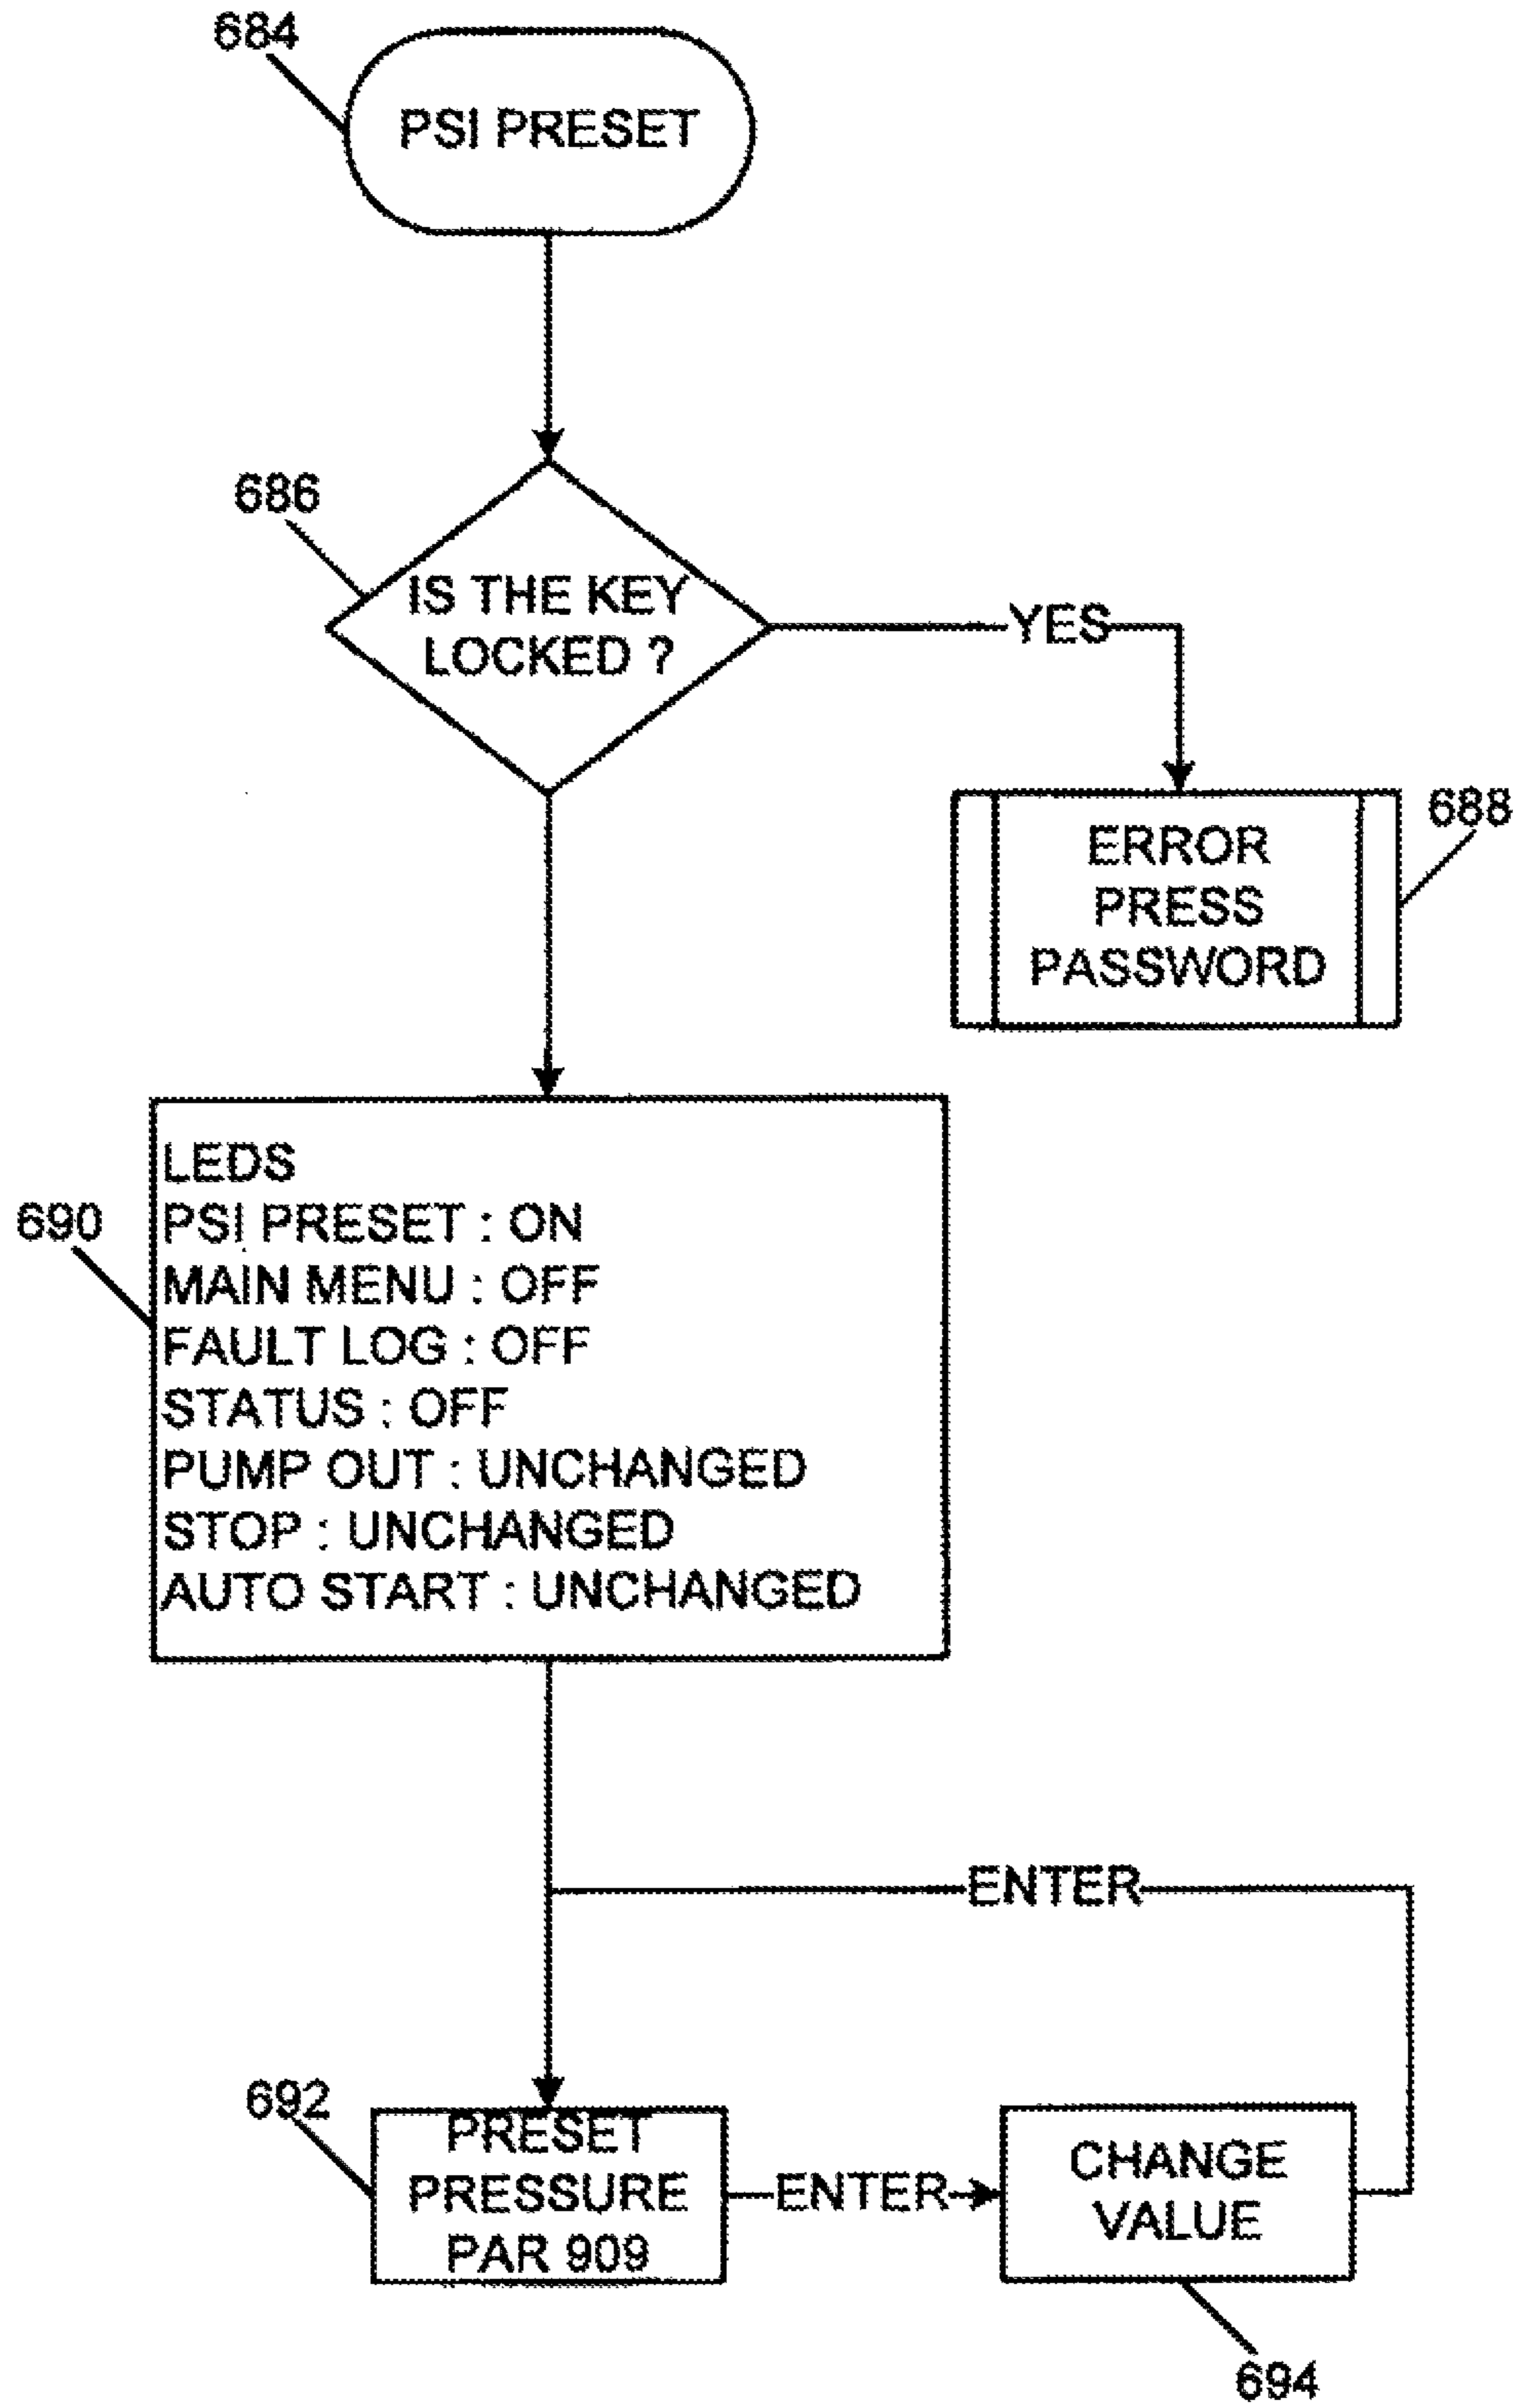 684
PSI PRESET
686
IS THE KEY
LOCKED ?
YES
ERROR
PRESS
PASSWORD
688
690
LEDS
PSI PRESET : ON
MAIN MENU : OFF
FAULT LOG : OFF
STATUS : OFF
PUMP OUT : UNCHANGED
STOP : UNCHANGED
AUTO START : UNCHANGED
ENTER
692
PRESET
PRESSURE
PAR 909
ENTER
CHANGE
VALUE
694